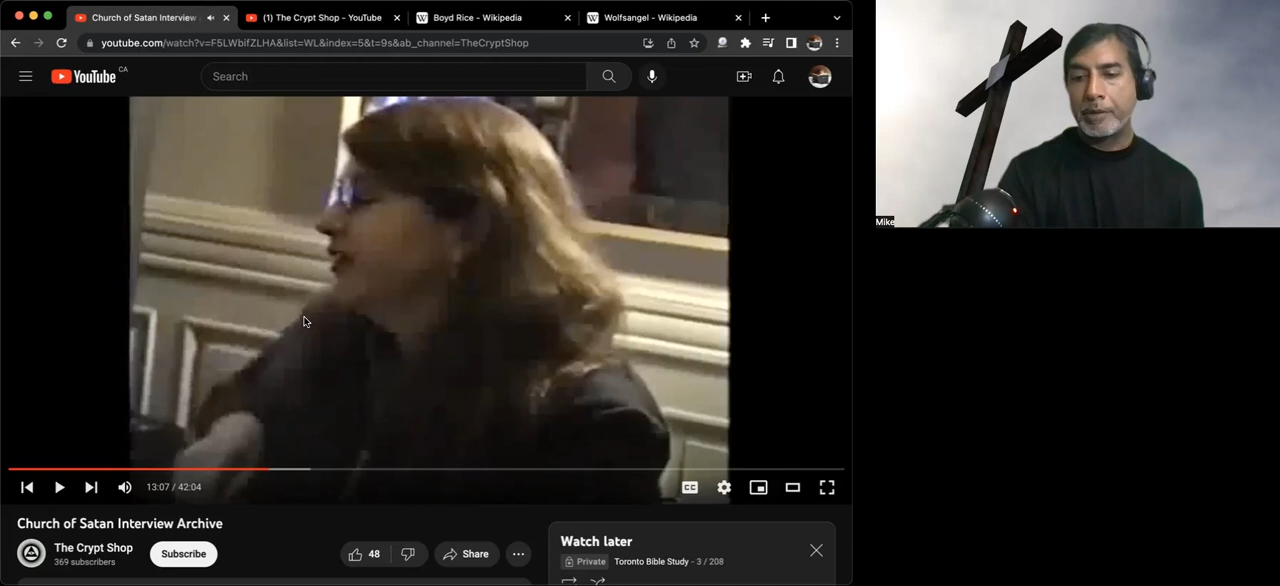 Church of Satan Interview
(1) The Crypt Shop - YouTube
Boyd Rice - Wikipedia
Wolfsangel - Wikipedia
youtube.com/watch?v=F5LWbifZLHA&list=WL&index=5&t=9s&ab_channel=TheCryptShop
YouTube CA
Search
Mike
13:07 / 42:04
CC
Church of Satan Interview Archive
The Crypt Shop
369 subscribers
Subscribe
48
Share
Watch later
Private
Toronto Bible Study - 3 / 208